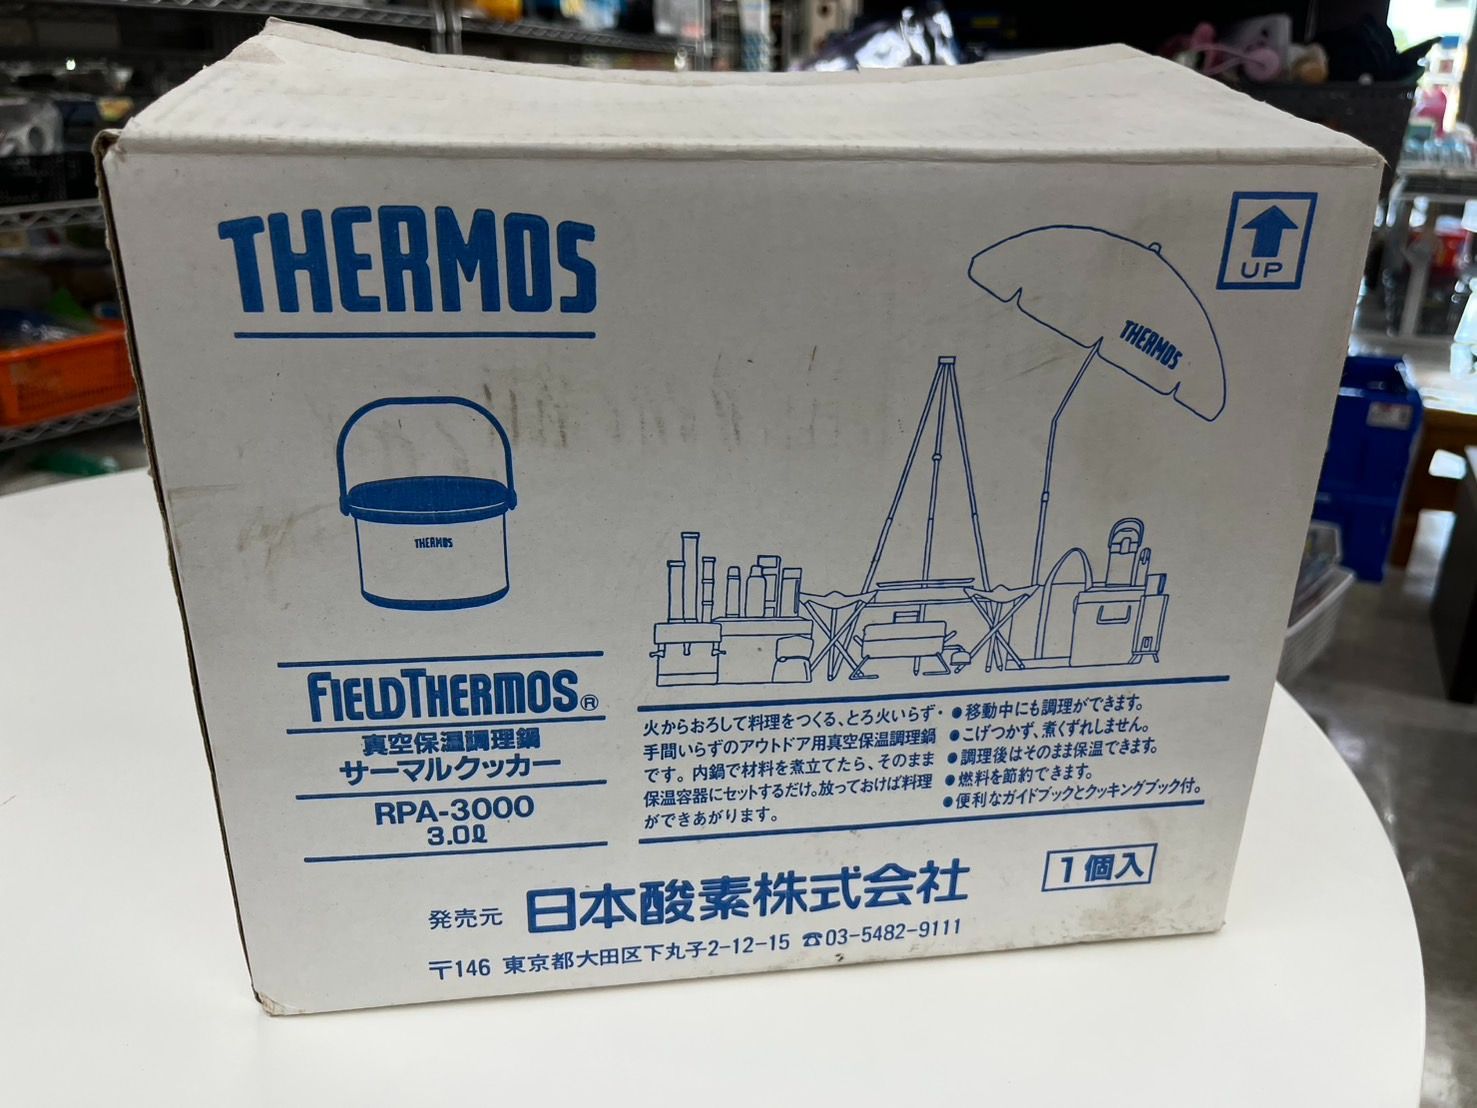 THERMOS
UP
THERMOS
THERMOS
FIELDTHERMOS®
真空保温調理鍋
サーマルクッカー
RPA-3000
3.0ℓ
火からおろして料理をつくる、とろ火いらず・
手間いらずのアウトドア用真空保温調理鍋
です。内鍋で材料を煮立てたら、そのまま
保温容器にセットするだけ。放っておけば料理
ができあがります。
●移動中にも調理ができます。
●こげつかず、煮くずれしません。
●調理後はそのまま保温できます。
●燃料を節約できます。
●便利なガイドブックとクッキングブック付。
1個入
発売元 日本酸素株式会社
〒146 東京都大田区下丸子2-12-15 ☎03-5482-9111